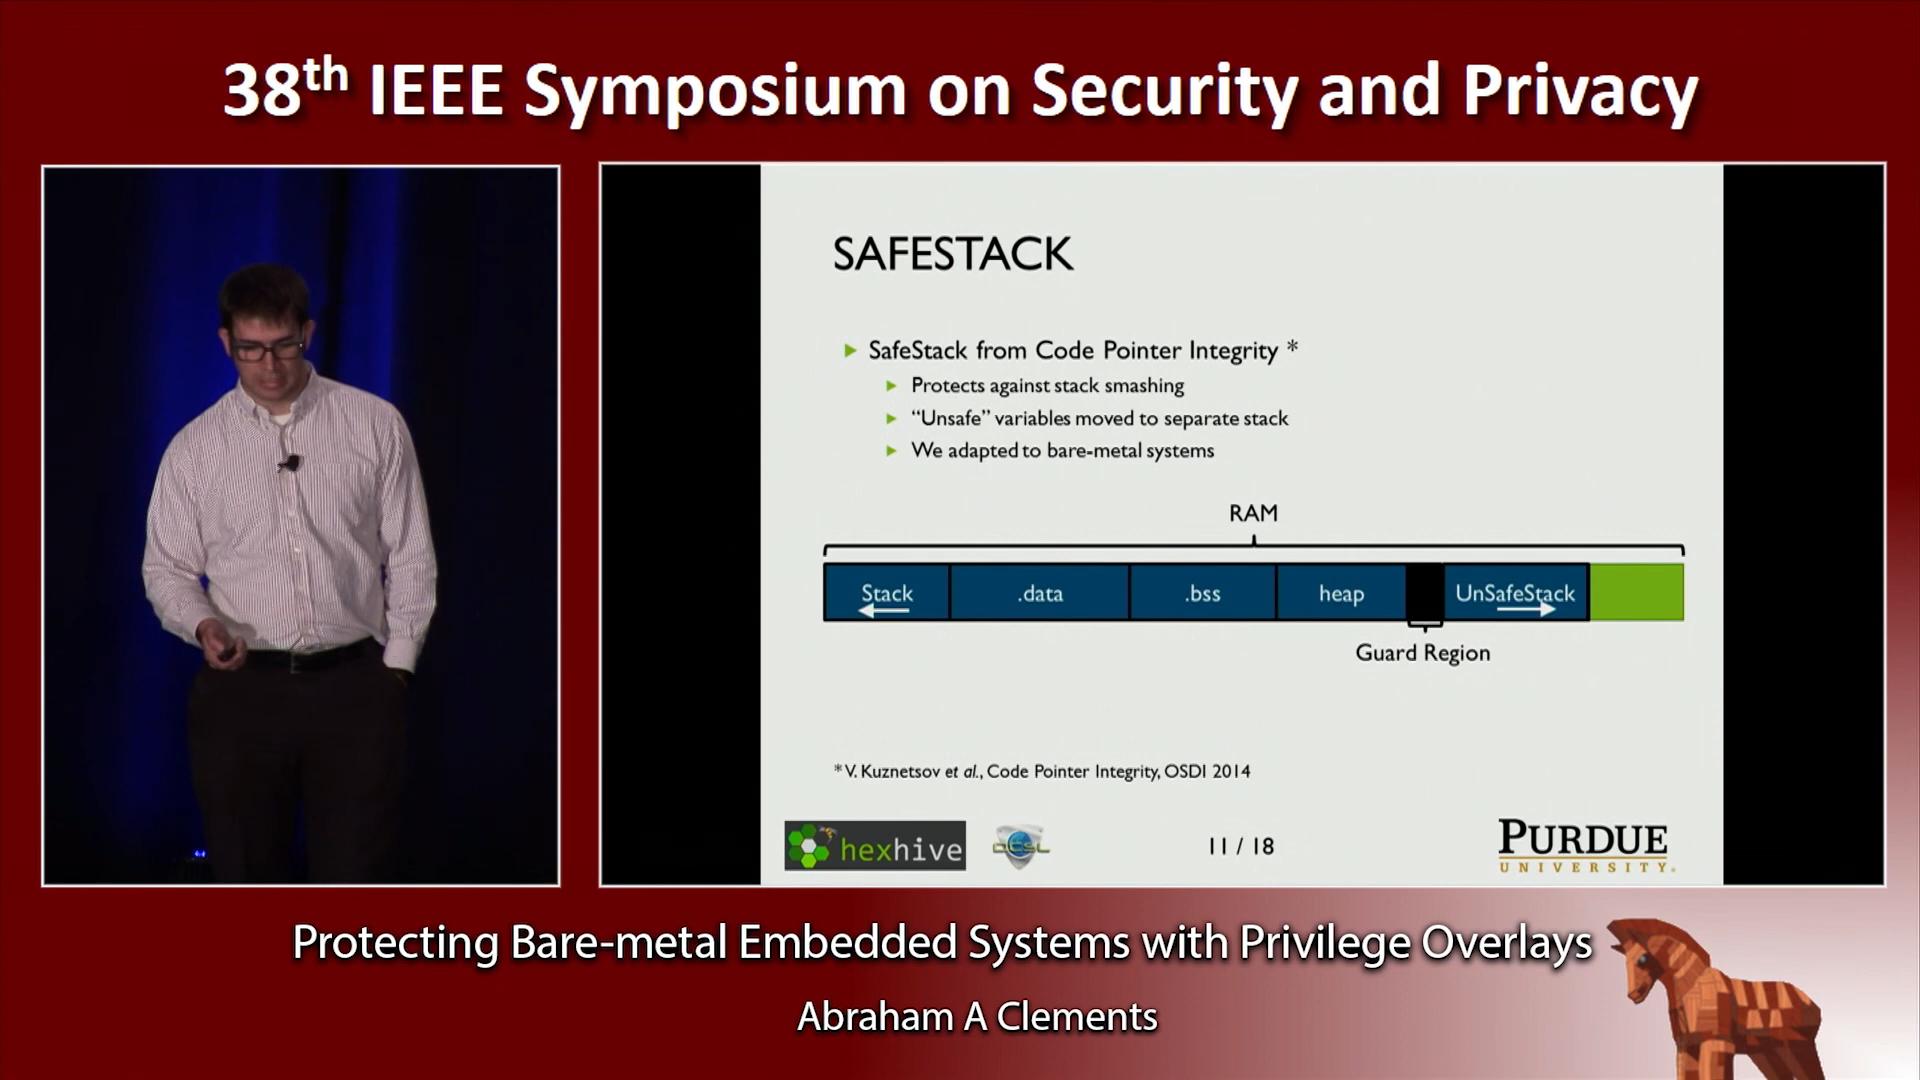 38th IEEE Symposium on Security and Privacy
SAFESTACK
SafeStack from Code Pointer Integrity *
Protects against stack smashing
“Unsafe” variables moved to separate stack
We adapted to bare-metal systems
RAM
Stack .data .bss heap UnSafeStack
Guard Region
* V. Kuznetsov et al., Code Pointer Integrity, OSDI 2014
hexhive DCSL 11 / 18 PURDUE
UNIVERSITY
Protecting Bare-metal Embedded Systems with Privilege Overlays
Abraham A Clements